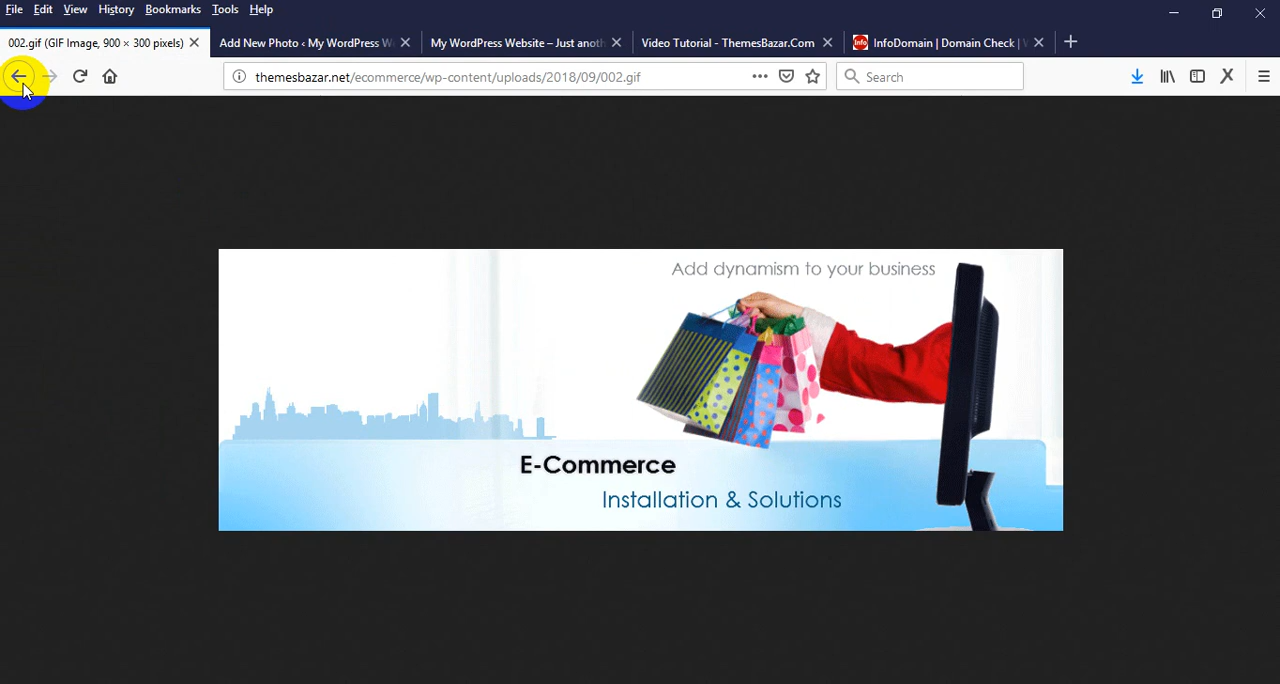 File Edit View History Bookmarks Tools Help
002.gif (GIF Image, 900 × 300 pixels)
Add New Photo ‹ My WordPress W
My WordPress Website – Just anoth
Video Tutorial - ThemesBazar.Com
Info InfoDomain | Domain Check |
themesbazar.net/ecommerce/wp-content/uploads/2018/09/002.gif
Search
Add dynamism to your business
E-Commerce
Installation & Solutions